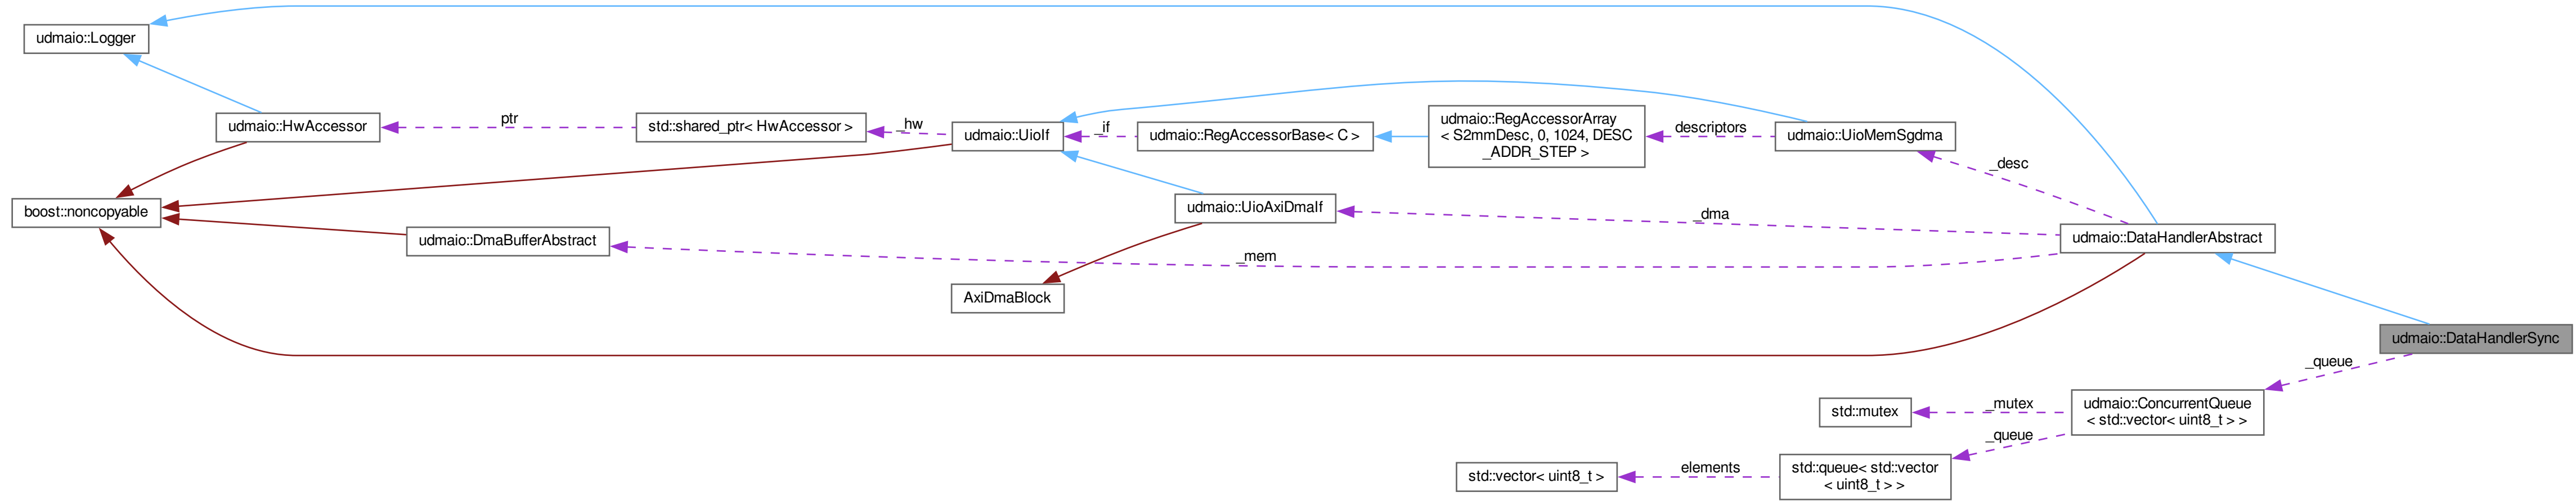 udmaio::Logger
udmaio::HwAccessor
ptr
std::shared_ptr< HwAccessor >
_hw
udmaio::UioIf
_if
udmaio::RegAccessorBase< C >
udmaio::RegAccessorArray
< S2mmDesc, 0, 1024, DESC
_ADDR_STEP >
descriptors
udmaio::UioMemSgdma
_desc
boost::noncopyable
udmaio::UioAxiDmaIf
_dma
udmaio::DmaBufferAbstract
_mem
udmaio::DataHandlerAbstract
AxiDmaBlock
udmaio::DataHandlerSync
_queue
std::mutex
_mutex
udmaio::ConcurrentQueue
< std::vector< uint8_t > >
_queue
std::vector< uint8_t >
elements
std::queue< std::vector
< uint8_t > >